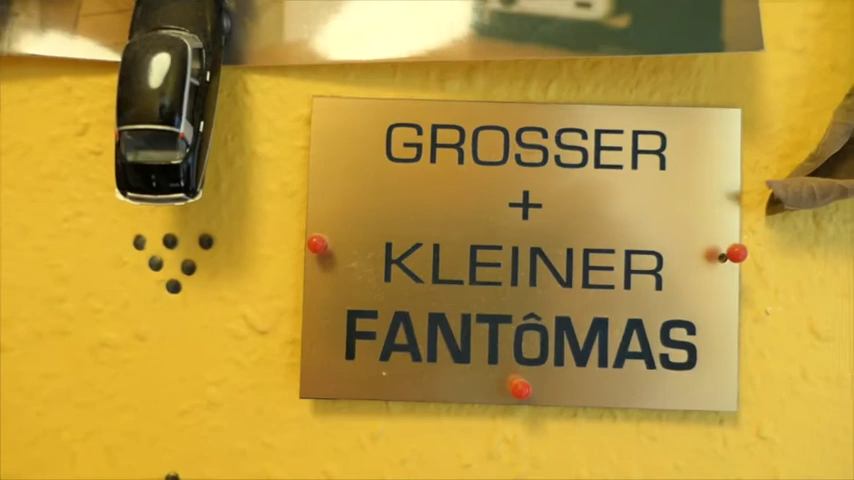 GROSSER
+
KLEINER
FANTôMAS